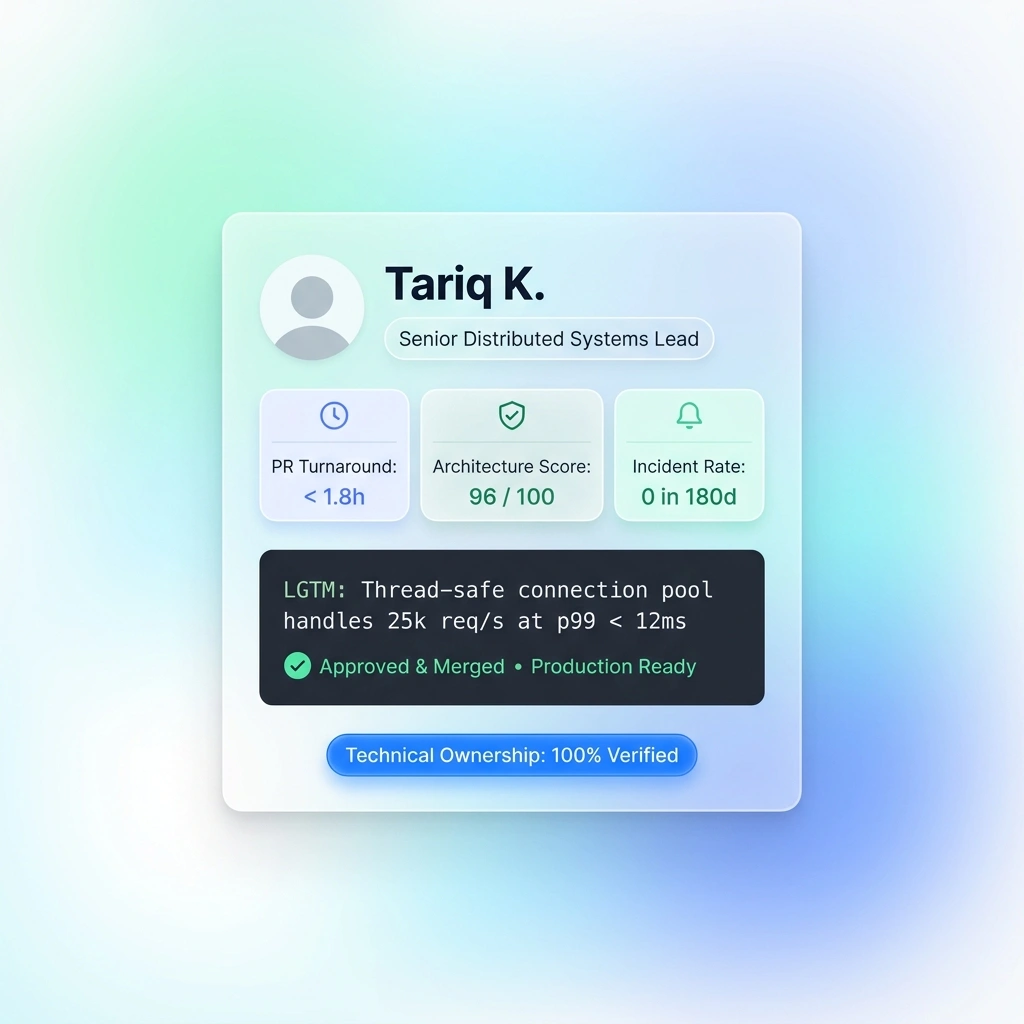 Tariq K.
Senior Distributed Systems Lead
PR Turnaround:
< 1.8h
Architecture Score:
96 / 100
Incident Rate:
0 in 180d
LGTM: Thread-safe connection pool
handles 25k req/s at p99 < 12ms
Approved & Merged • Production Ready
Technical Ownership: 100% Verified